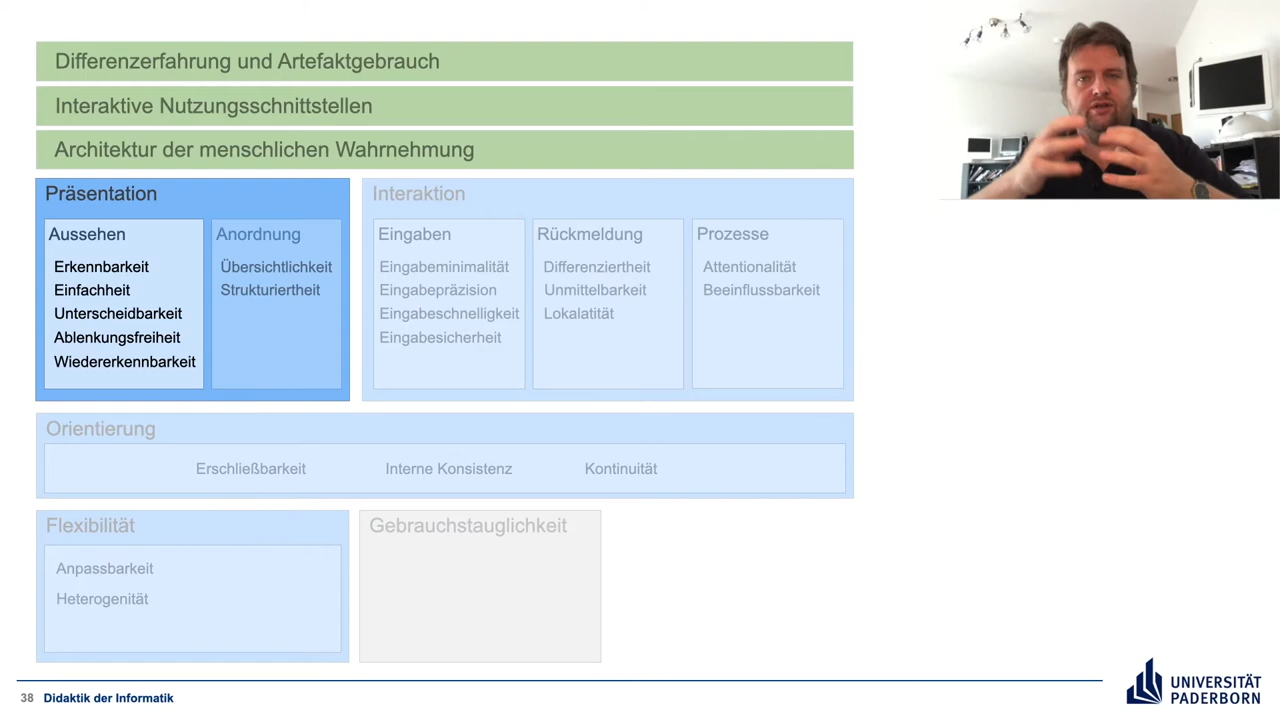 Differenzerfahrung und Artefaktgebrauch
Interaktive Nutzungsschnittstellen
Architektur der menschlichen Wahrnehmung
Präsentation
Aussehen
Erkennbarkeit
Einfachheit
Unterscheidbarkeit
Ablenkungsfreiheit
Wiedererkennbarkeit
Anordnung
Übersichtlichkeit
Strukturiertheit
Interaktion
Eingaben
Eingabeminimalität
Eingabepräzision
Eingabeschnelligkeit
Eingabesicherheit
Rückmeldung
Differenziertheit
Unmittelbarkeit
Lokalatität
Prozesse
Attentionalität
Beeinflussbarkeit
Orientierung
Erschließbarkeit Interne Konsistenz Kontinuität
Flexibilität
Anpassbarkeit
Heterogenität
Gebrauchstauglichkeit
38 Didaktik der Informatik
UNIVERSITÄT
PADERBORN